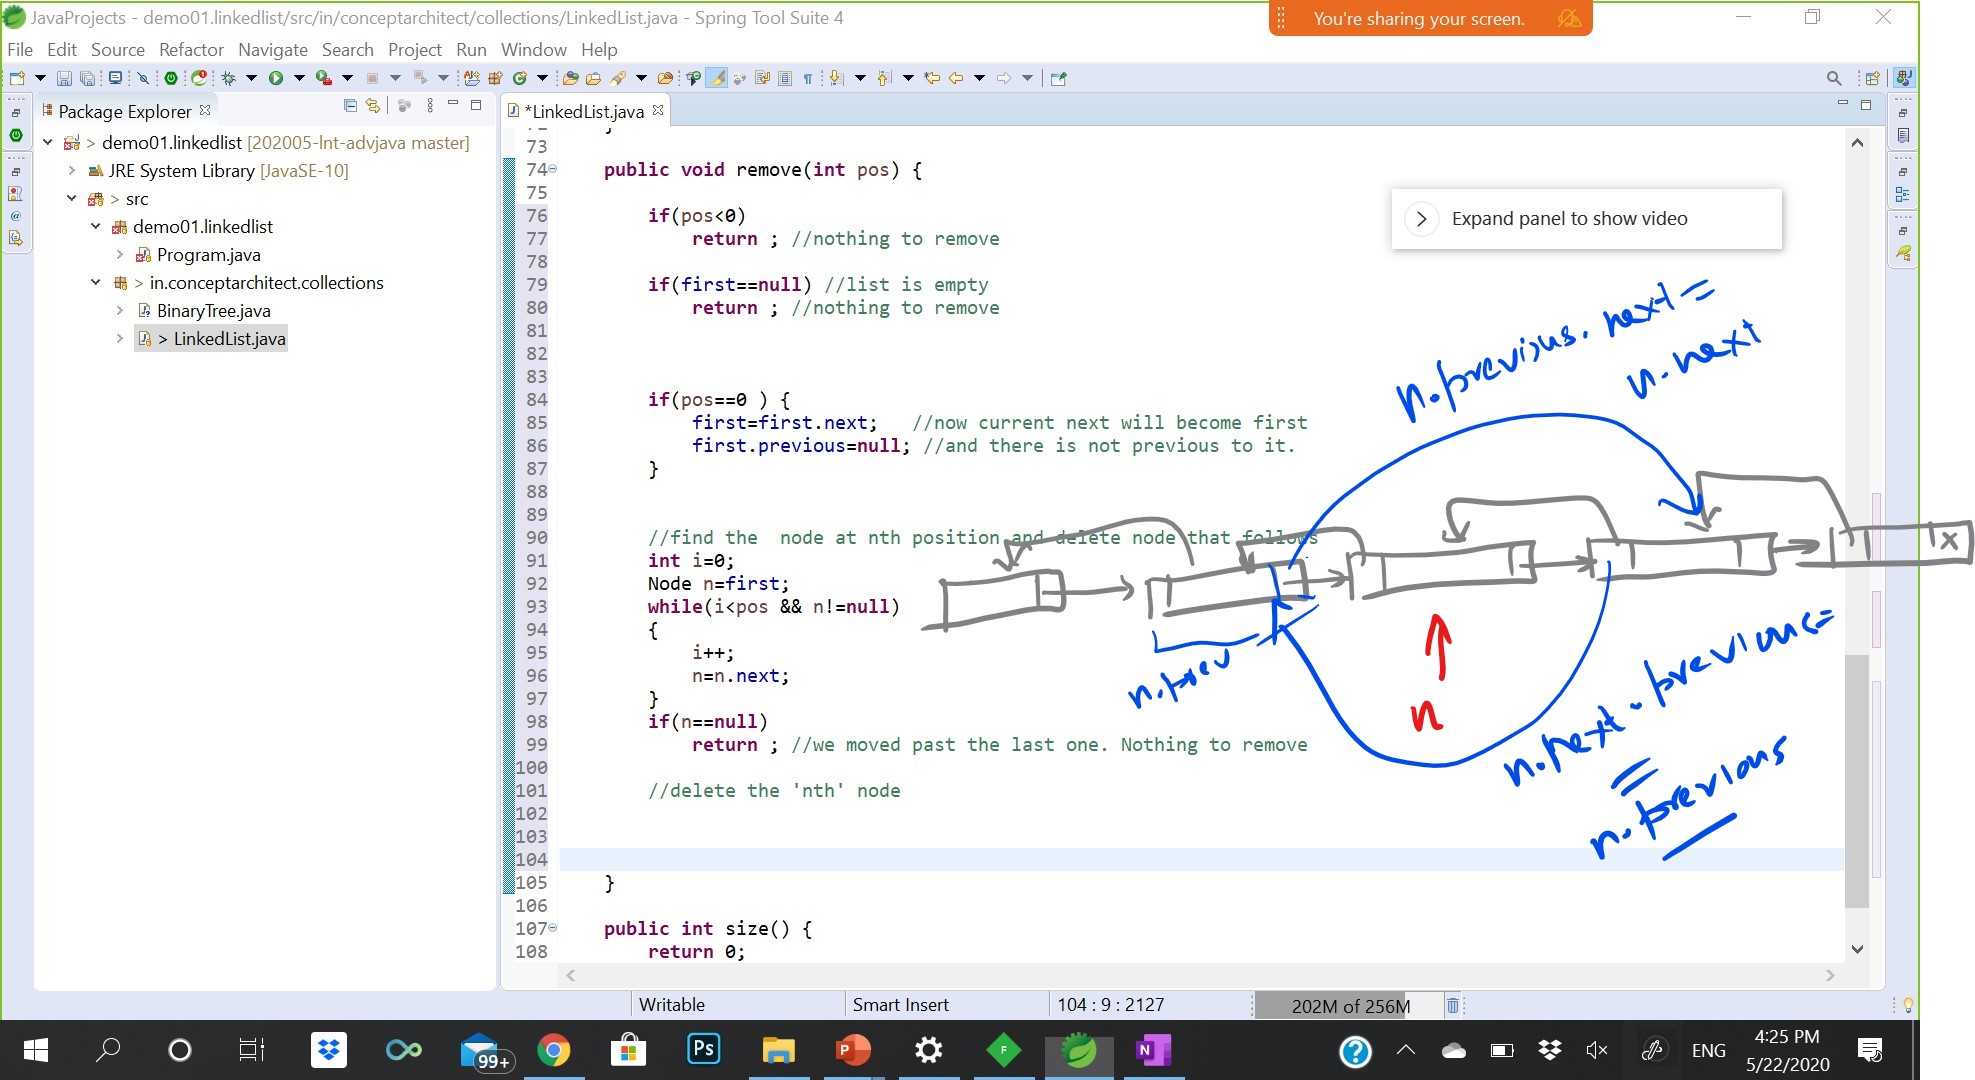 JavaProjects - demo01.linkedlist/src/in/conceptarchitect/collections/LinkedList.java - Spring Tool Suite 4
You're sharing your screen.
File Edit Source Refactor Navigate Search Project Run Window Help
Package Explorer
*LinkedList.java
> demo01.linkedlist [202005-Int-advjava master]
JRE System Library [JavaSE-10]
> src
demo01.linkedlist
Program.java
> in.conceptarchitect.collections
BinaryTree.java
> LinkedList.java
73
74 public void remove(int pos) {
75
76 if(pos<0)
77 return ; //nothing to remove
78
79 if(first==null) //list is empty
80 return ; //nothing to remove
81
82
83
84 if(pos==0 ) {
85 first=first.next; //now current next will become first
86 first.previous=null; //and there is not previous to it.
87 }
88
89
90 //find the node at nth position and delete node that follows
91 int i=0;
92 Node n=first;
93 while(i<pos && n!=null)
94 {
95 i++;
96 n=n.next;
97 }
98 if(n==null)
99 return ; //we moved past the last one. Nothing to remove
100
101 //delete the 'nth' node
102
103
104
105 }
106
107 public int size() {
108 return 0;
Expand panel to show video
n.previous.next =
n.next
x
n.prev
n
n.next.previous=
=
n.previous
Writable Smart Insert 104 : 9 : 2127 202M of 256M
99+
Ps
P
F
N
?
ENG
4:25 PM
5/22/2020